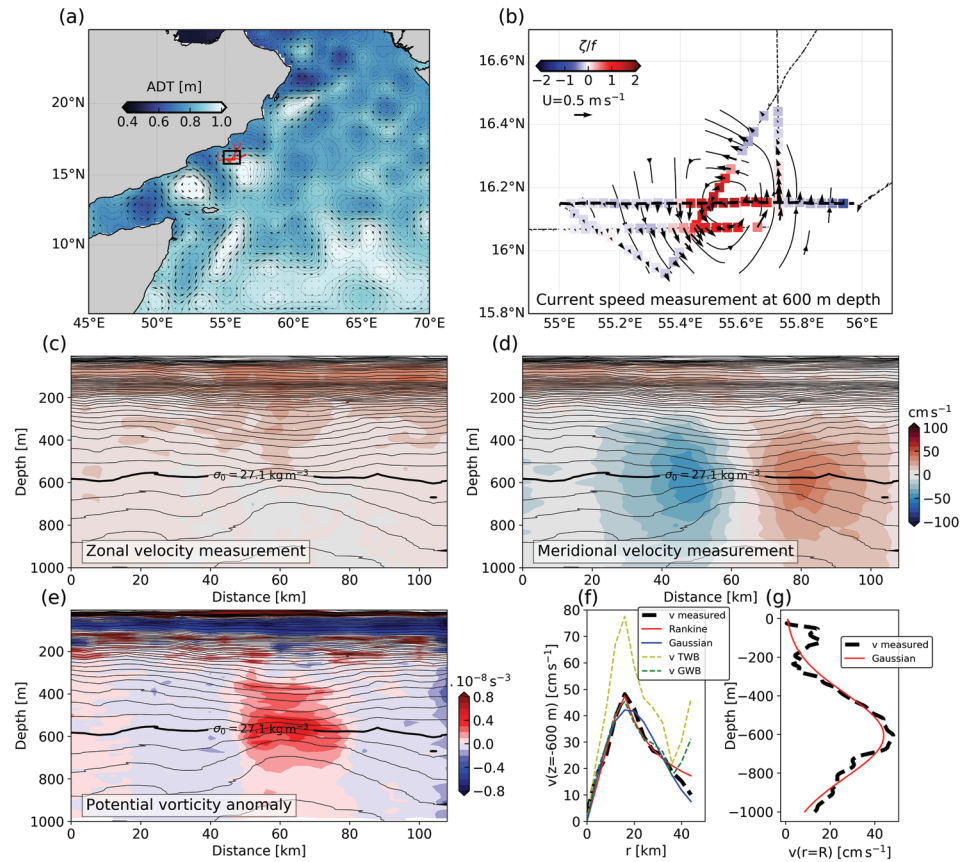 (a)
ADT [m]
0.4 0.6 0.8 1.0
20°N
15°N
10°N
45°E 50°E 55°E 60°E 65°E 70°E
(b)
ζ/f
−2 −1 0 1 2
U=0.5 m s⁻¹
16.6°N
16.4°N
16.2°N
16°N
15.8°N
Current speed measurement at 600 m depth
55°E 55.2°E 55.4°E 55.6°E 55.8°E 56°E
(c)
Depth [m]
200
400
600
800
1000
σ₀ = 27.1 kg m⁻³
Zonal velocity measurement
0 20 40 60 80 100
Distance [km]
(d)
Depth [m]
200
400
600
800
1000
σ₀ = 27.1 kg m⁻³
Meridional velocity measurement
0 20 40 60 80 100
Distance [km]
cm s⁻¹
100
50
0
−50
−100
(e)
Depth [m]
200
400
600
800
1000
σ₀ = 27.1 kg m⁻³
Potential vorticity anomaly
0 20 40 60 80 100
Distance [km]
. 10⁻⁸ s⁻³
0.8
0.4
0.0
−0.4
−0.8
(f)
v(z=−600 m) [cm s⁻¹]
80
70
60
50
40
30
20
10
0
v measured
Rankine
Gaussian
v TWB
v GWB
0 20 40
r [km]
(g)
Depth [m]
0
−200
−400
−600
−800
−1000
v measured
Gaussian
0 20 40
v(r=R) [cm s⁻¹]